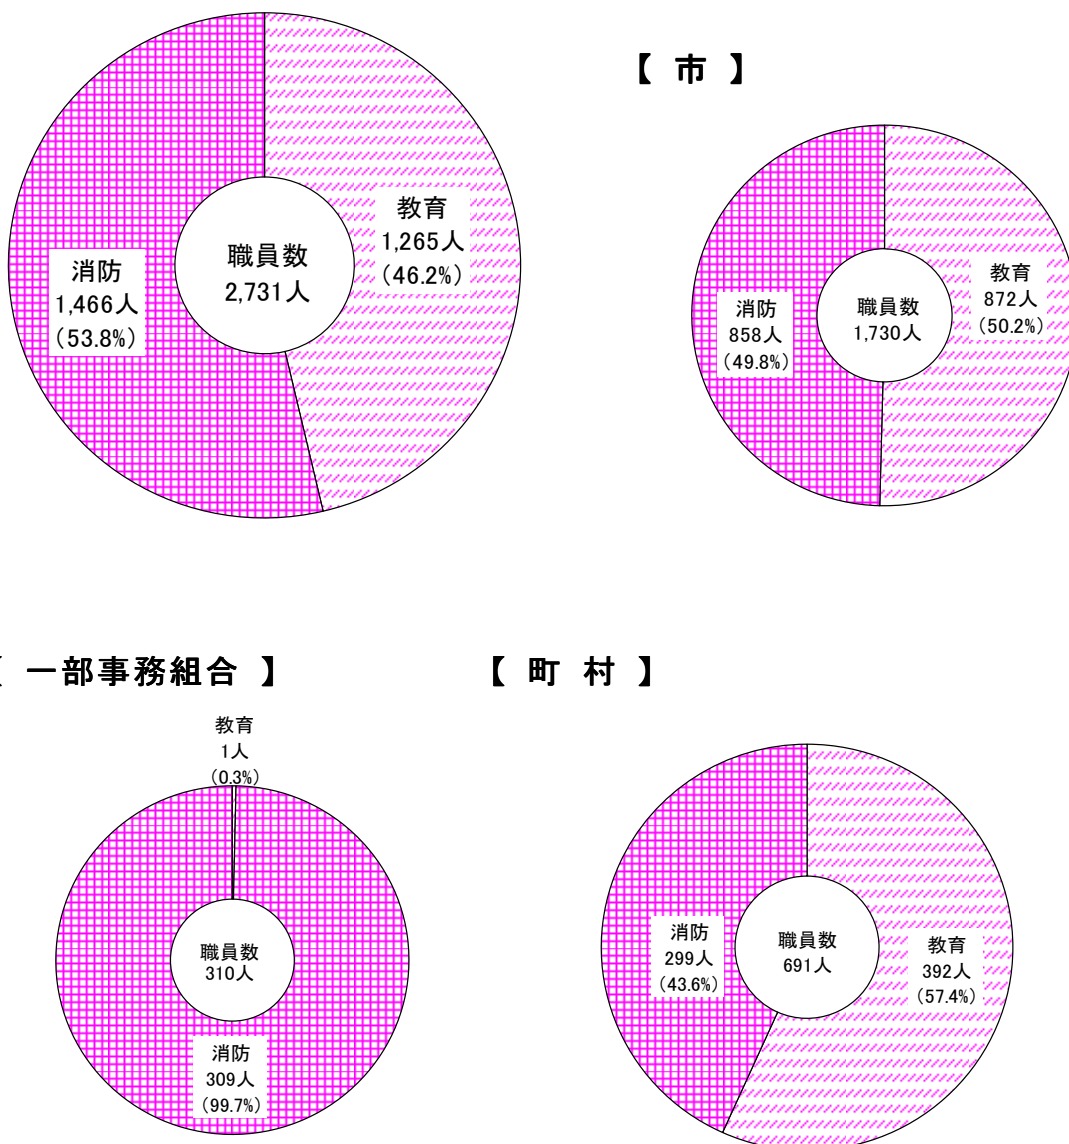 教育
1,265人
(46.2%)
職員数
2,731人
消防
1,466人
(53.8%)
【 市 】
教育
872人
(50.2%)
職員数
1,730人
消防
858人
(49.8%)
【 一部事務組合 】
教育
1人
(0.3%)
職員数
310人
消防
309人
(99.7%)
【 町 村 】
消防
299人
(43.6%)
職員数
691人
教育
392人
(57.4%)